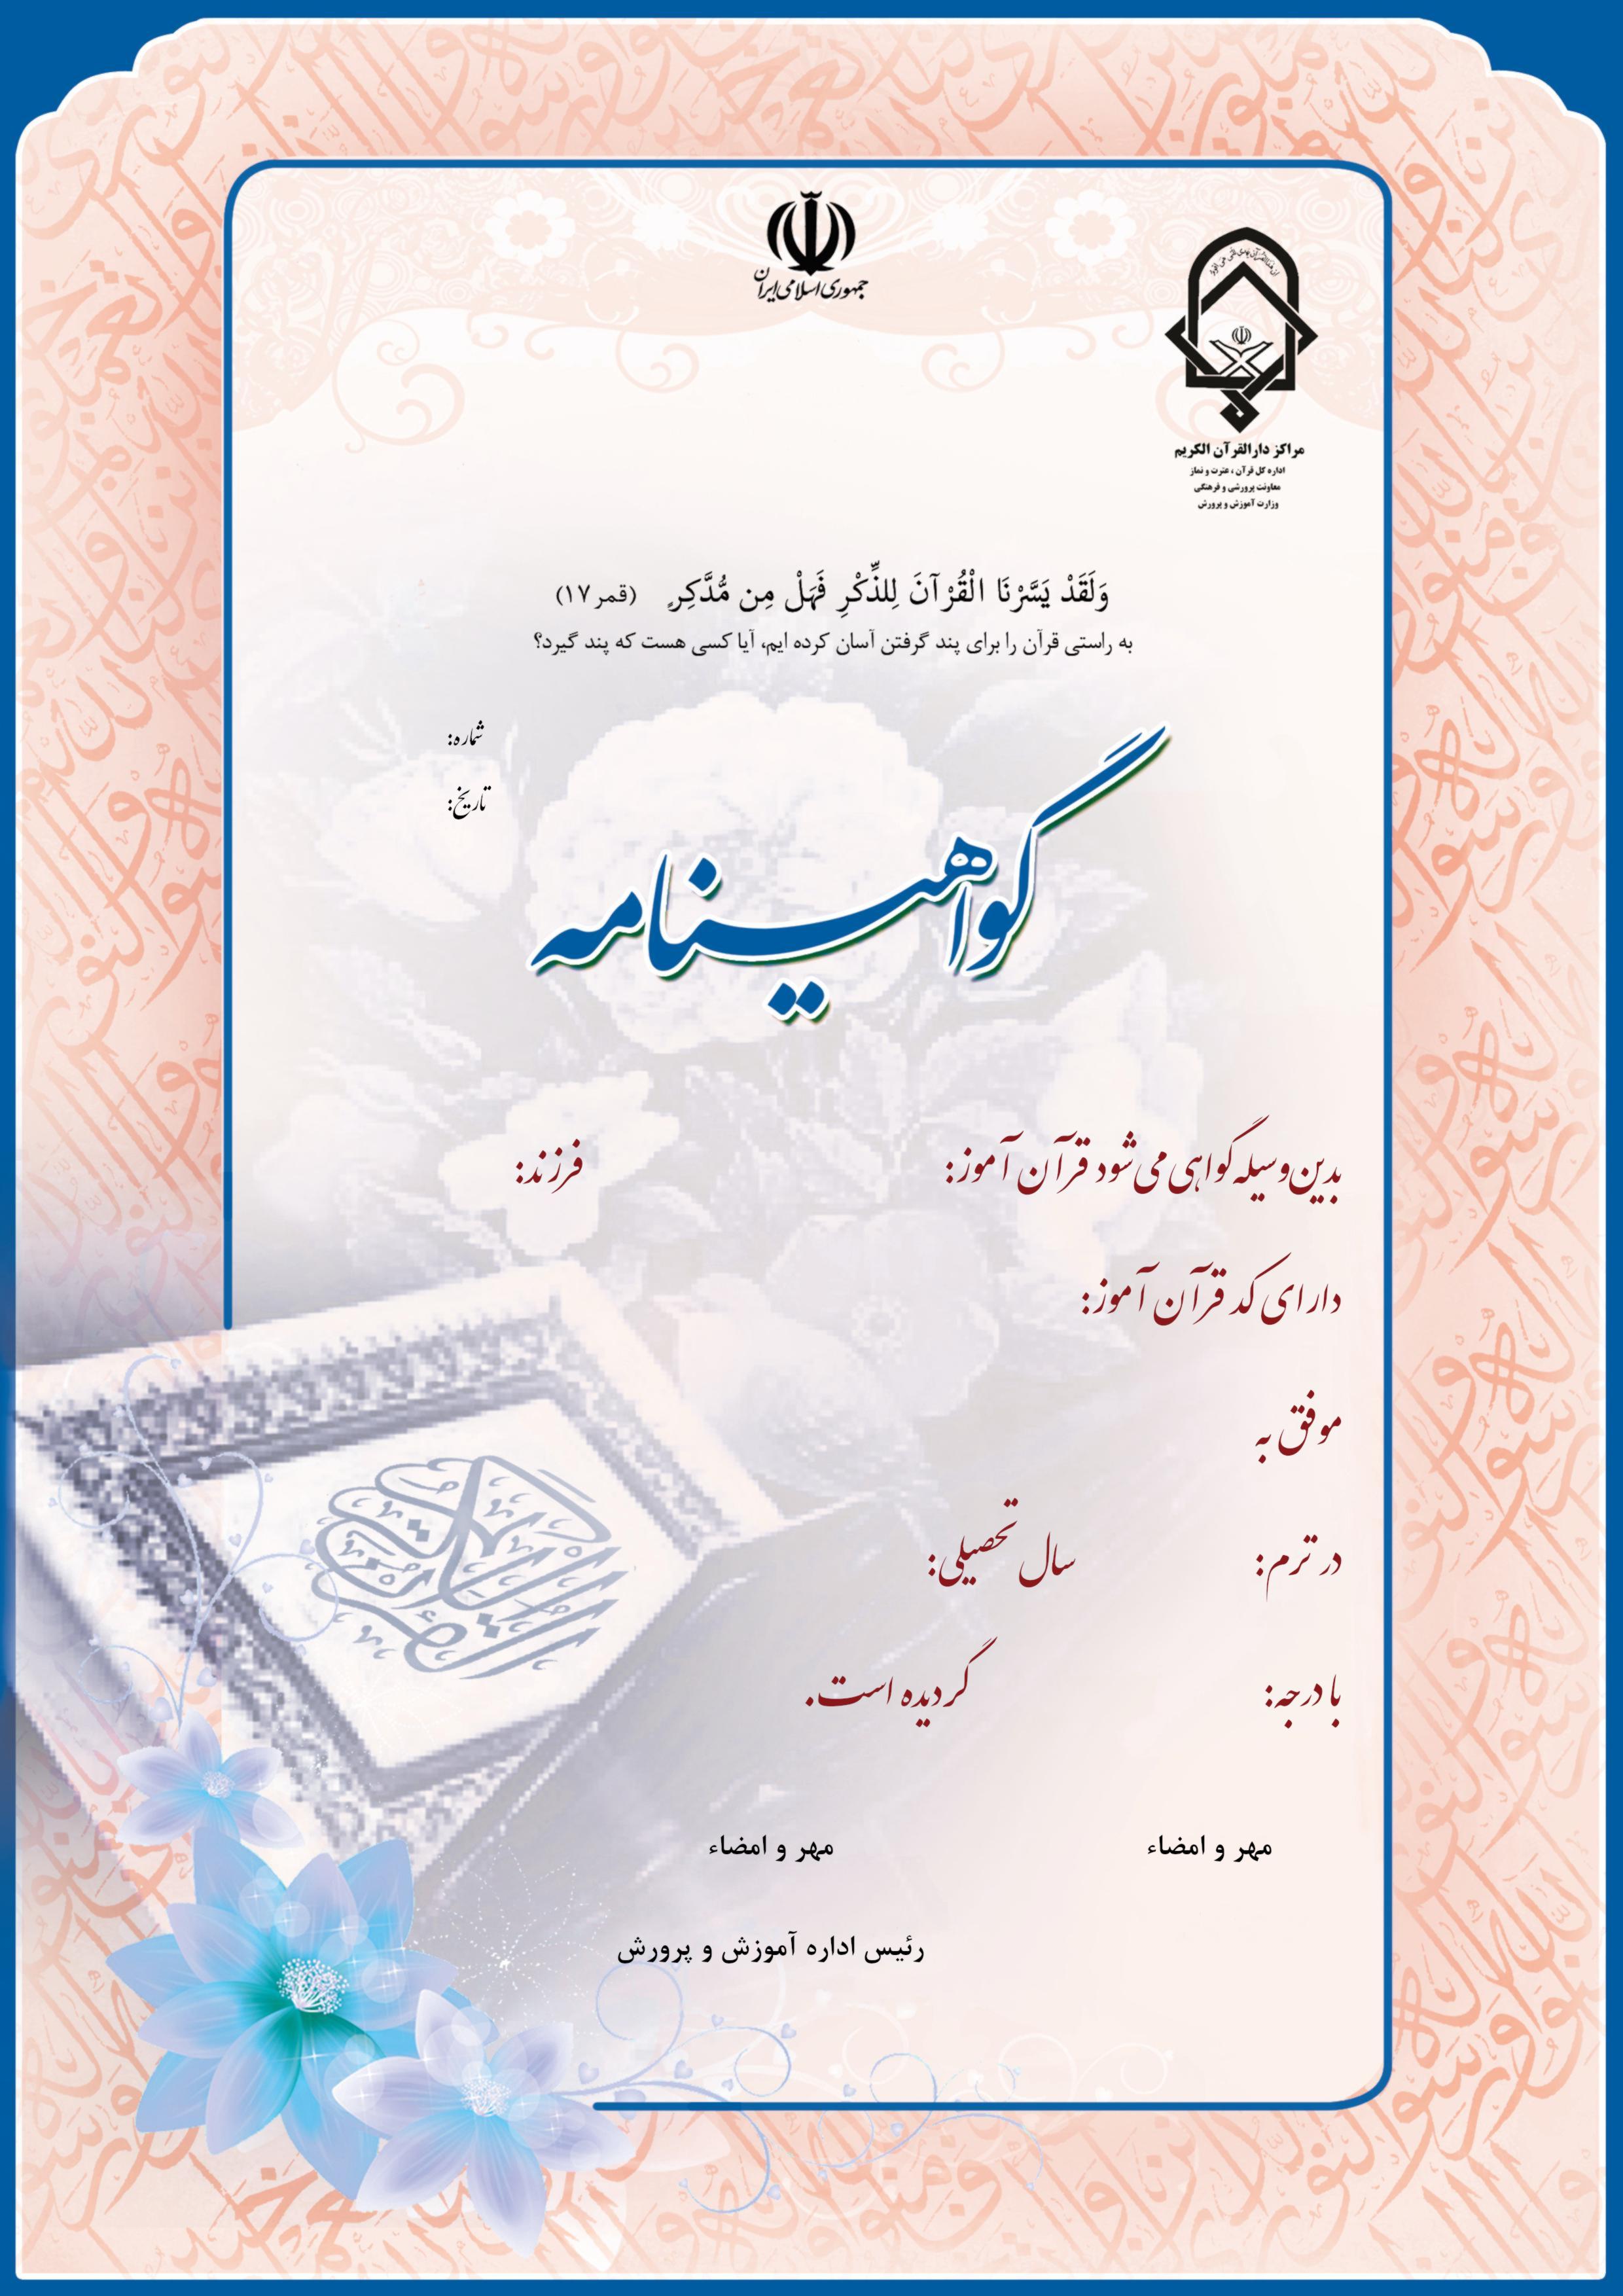 جمهوری اسلامی ایران
مراکز دارالقرآن الکریم
اداره کل قرآن ، عترت و نماز
معاونت پرورشی و فرهنگی
وزارت آموزش و پرورش
وَلَقَدْ يَسَّرْنَا الْقُرْآنَ لِلذِّكْرِ فَهَلْ مِن مُّدَّكِرٍ (قمر ۱۷)
به راستی قرآن را برای پند گرفتن آسان کرده ایم، آیا کسی هست که پند گیرد؟
شماره:
تاریخ:
گواهینامه
بدین وسیله گواهی می شود قرآن آموز: فرزند:
دارای کد قرآن آموز:
موفق به
در ترم: سال تحصیلی:
با درجه: گردیده است.
مهر و امضاء مهر و امضاء
رئیس اداره آموزش و پرورش